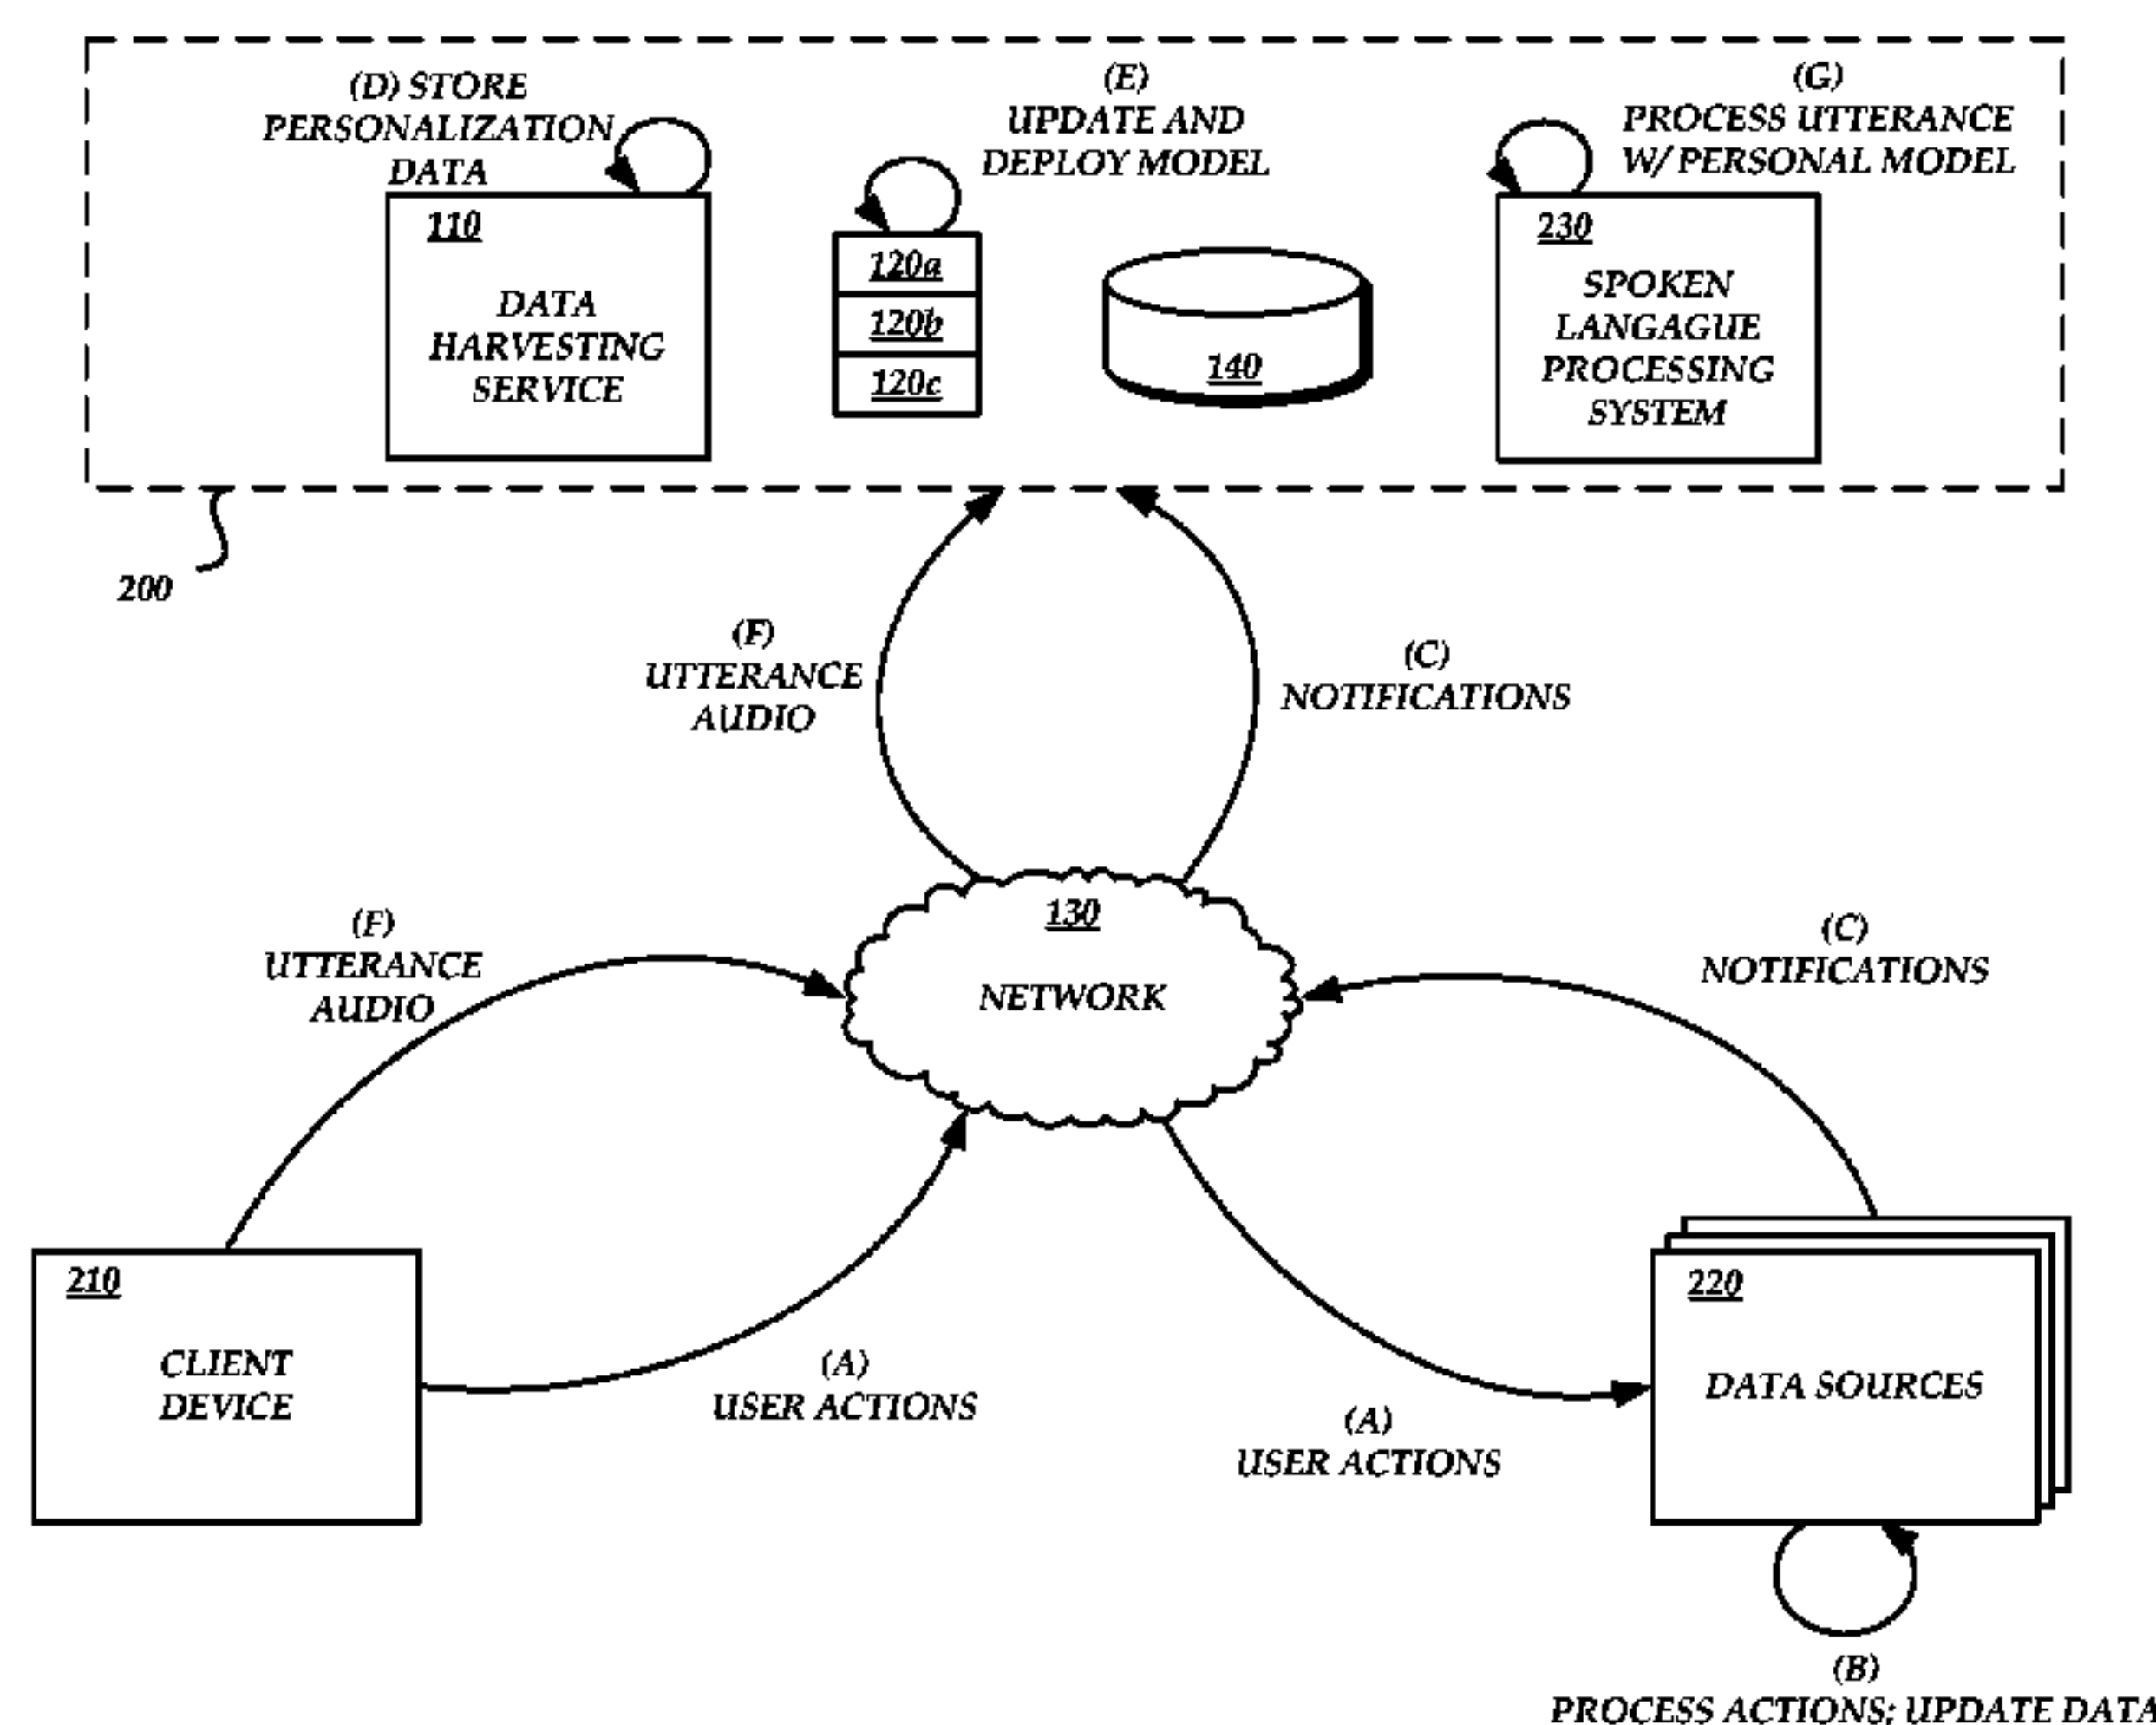 (D) STORE
PERSONALIZATION
DATA
(E)
UPDATE AND
DEPLOY MODEL
(G)
PROCESS UTTERANCE
W/ PERSONAL MODEL
110
DATA
HARVESTING
SERVICE
120a
120b
120c
140
230
SPOKEN
LANGAGUE
PROCESSING
SYSTEM
200
(F)
UTTERANCE
AUDIO
(C)
NOTIFICATIONS
(F)
UTTERANCE
AUDIO
130
NETWORK
(C)
NOTIFICATIONS
210
CLIENT
DEVICE
(A)
USER ACTIONS
(A)
USER ACTIONS
220
DATA SOURCES
(B)
PROCESS ACTIONS; UPDATE DATA